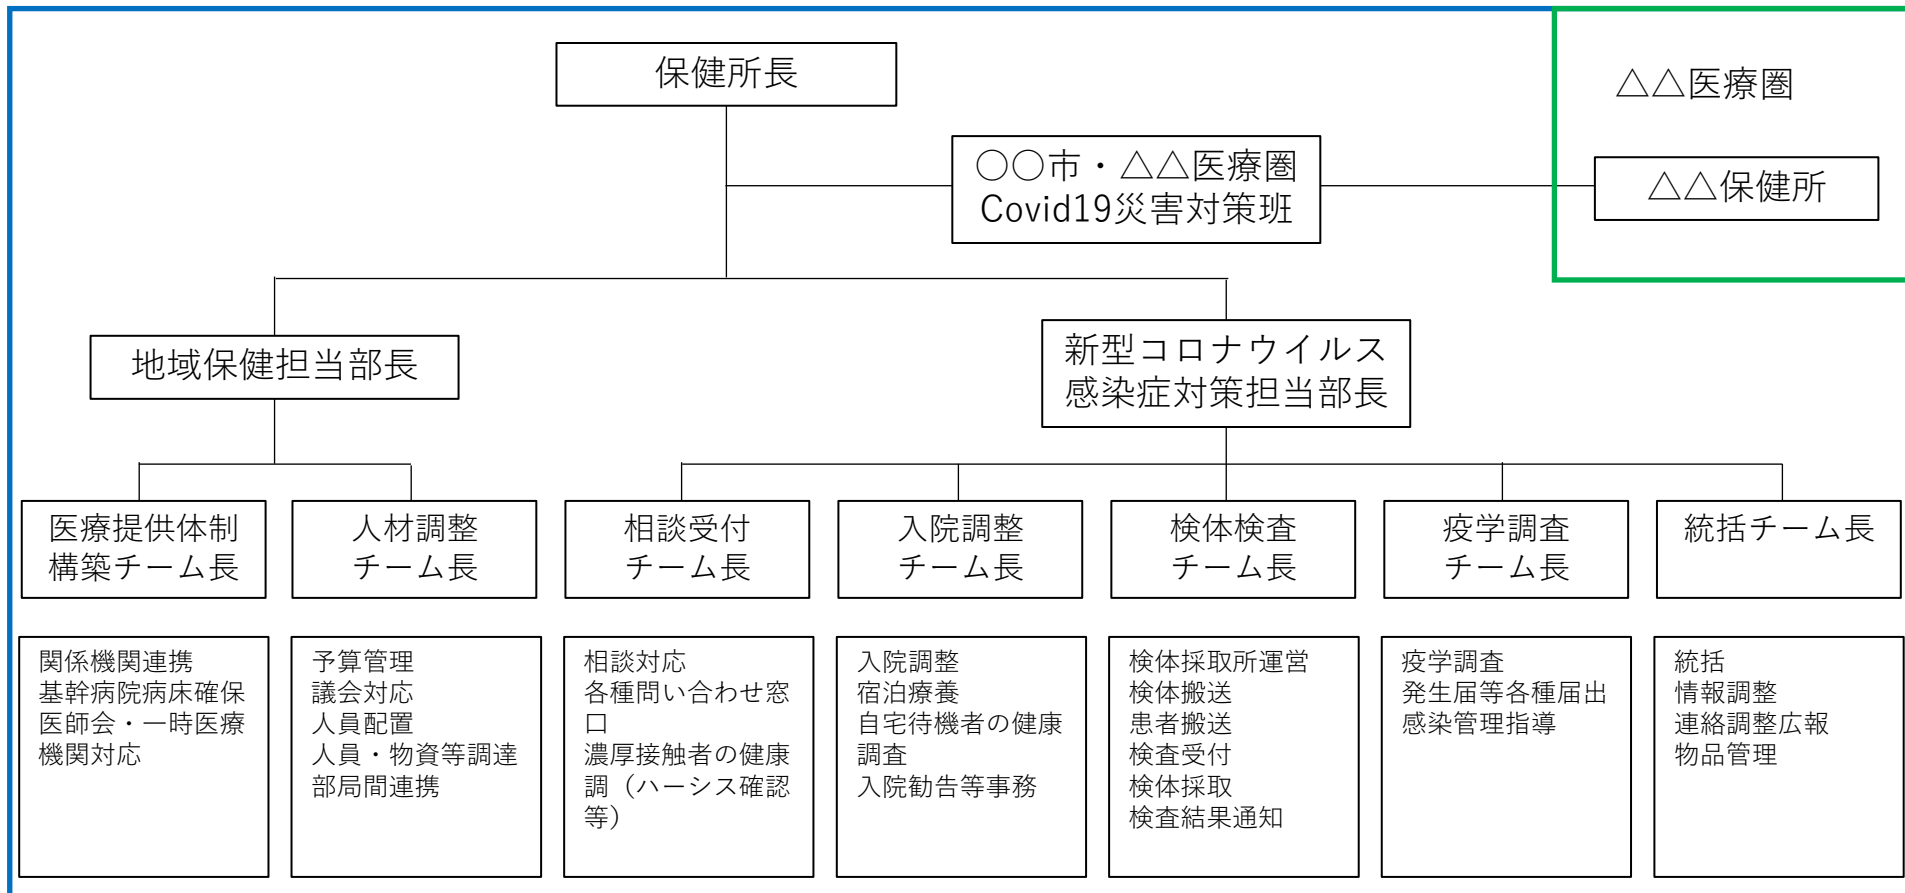 保健所長
△△医療圏
○○市・△△医療圏
Covid19災害対策班
△△保健所
地域保健担当部長
新型コロナウイルス
感染症対策担当部長
医療提供体制
構築チーム長
人材調整
チーム長
相談受付
チーム長
入院調整
チーム長
検体検査
チーム長
疫学調査
チーム長
統括チーム長
関係機関連携
基幹病院病床確保
医師会・一時医療
機関対応
予算管理
議会対応
人員配置
人員・物資等調達
部局間連携
相談対応
各種問い合わせ窓
口
濃厚接触者の健康
調（ハーシス確認
等）
入院調整
宿泊療養
自宅待機者の健康
調査
入院勧告等事務
検体採取所運営
検体搬送
患者搬送
検査受付
検体採取
検査結果通知
疫学調査
発生届等各種届出
感染管理指導
統括
情報調整
連絡調整広報
物品管理